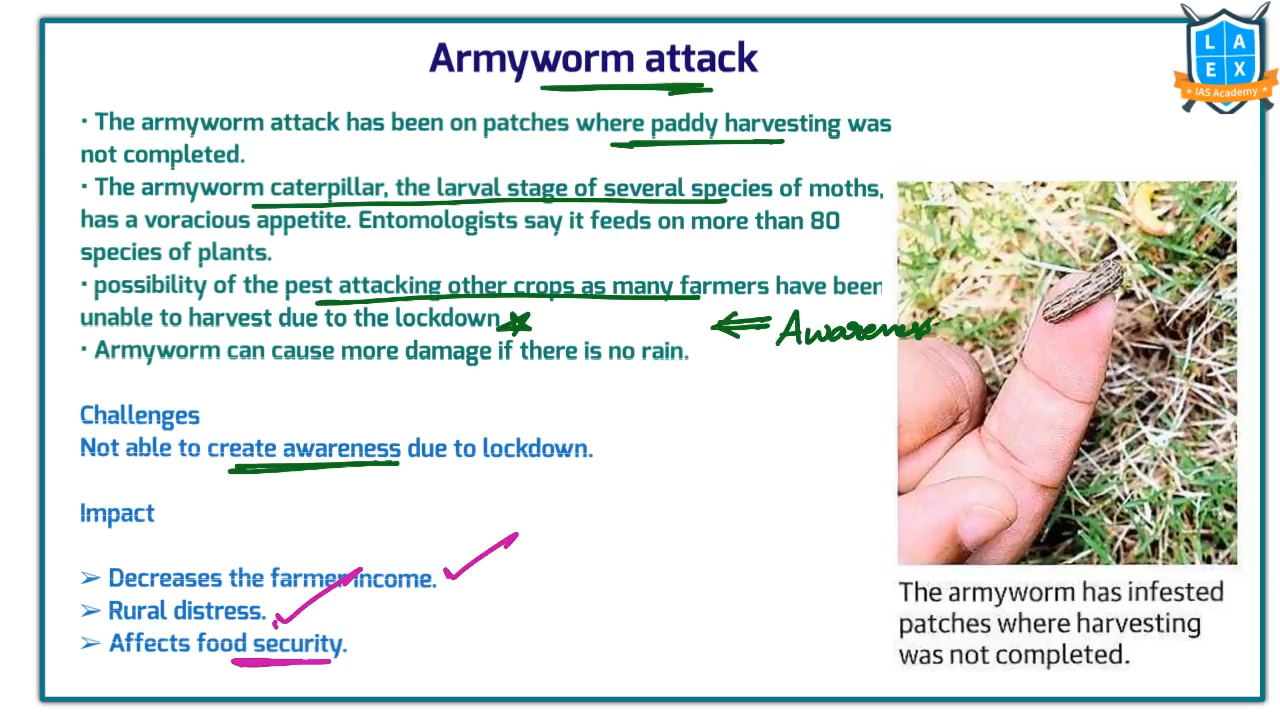 Armyworm attack
L A
E X
IAS Academy
• The armyworm attack has been on patches where paddy harvesting was
not completed.
• The armyworm caterpillar, the larval stage of several species of moths,
has a voracious appetite. Entomologists say it feeds on more than 80
species of plants.
• possibility of the pest attacking other crops as many farmers have been
unable to harvest due to the lockdown
Awareness
• Armyworm can cause more damage if there is no rain.
Challenges
Not able to create awareness due to lockdown.
Impact
➢ Decreases the farmer income.
➢ Rural distress.
➢ Affects food security.
The armyworm has infested
patches where harvesting
was not completed.